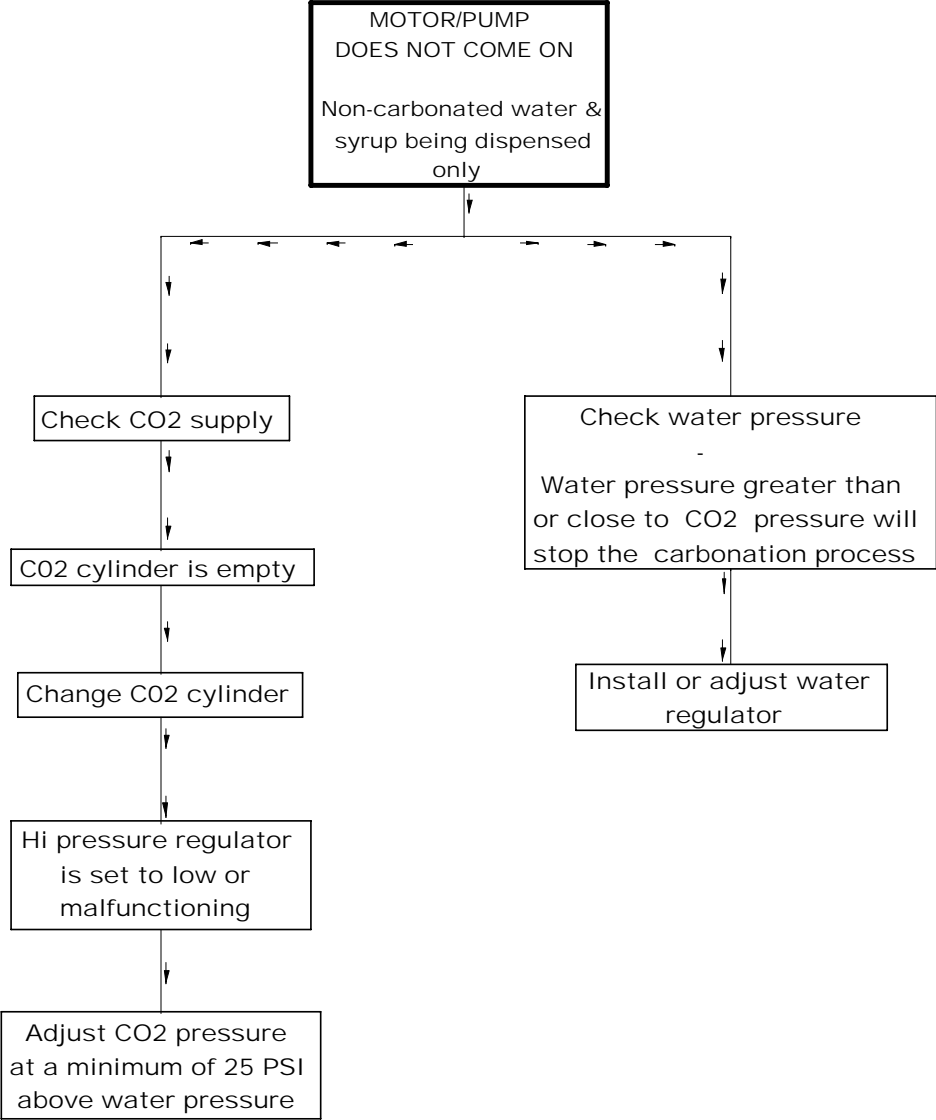 MOTOR/PUMP
DOES NOT COME ON
Non-carbonated water &
syrup being dispensed
only
Check CO2 supply
C02 cylinder is empty
Change C02 cylinder
Hi pressure regulator
is set to low or
malfunctioning
Adjust CO2 pressure
at a minimum of 25 PSI
above water pressure
Check water pressure
-
Water pressure greater than
or close to CO2 pressure will
stop the carbonation process
Install or adjust water
regulator